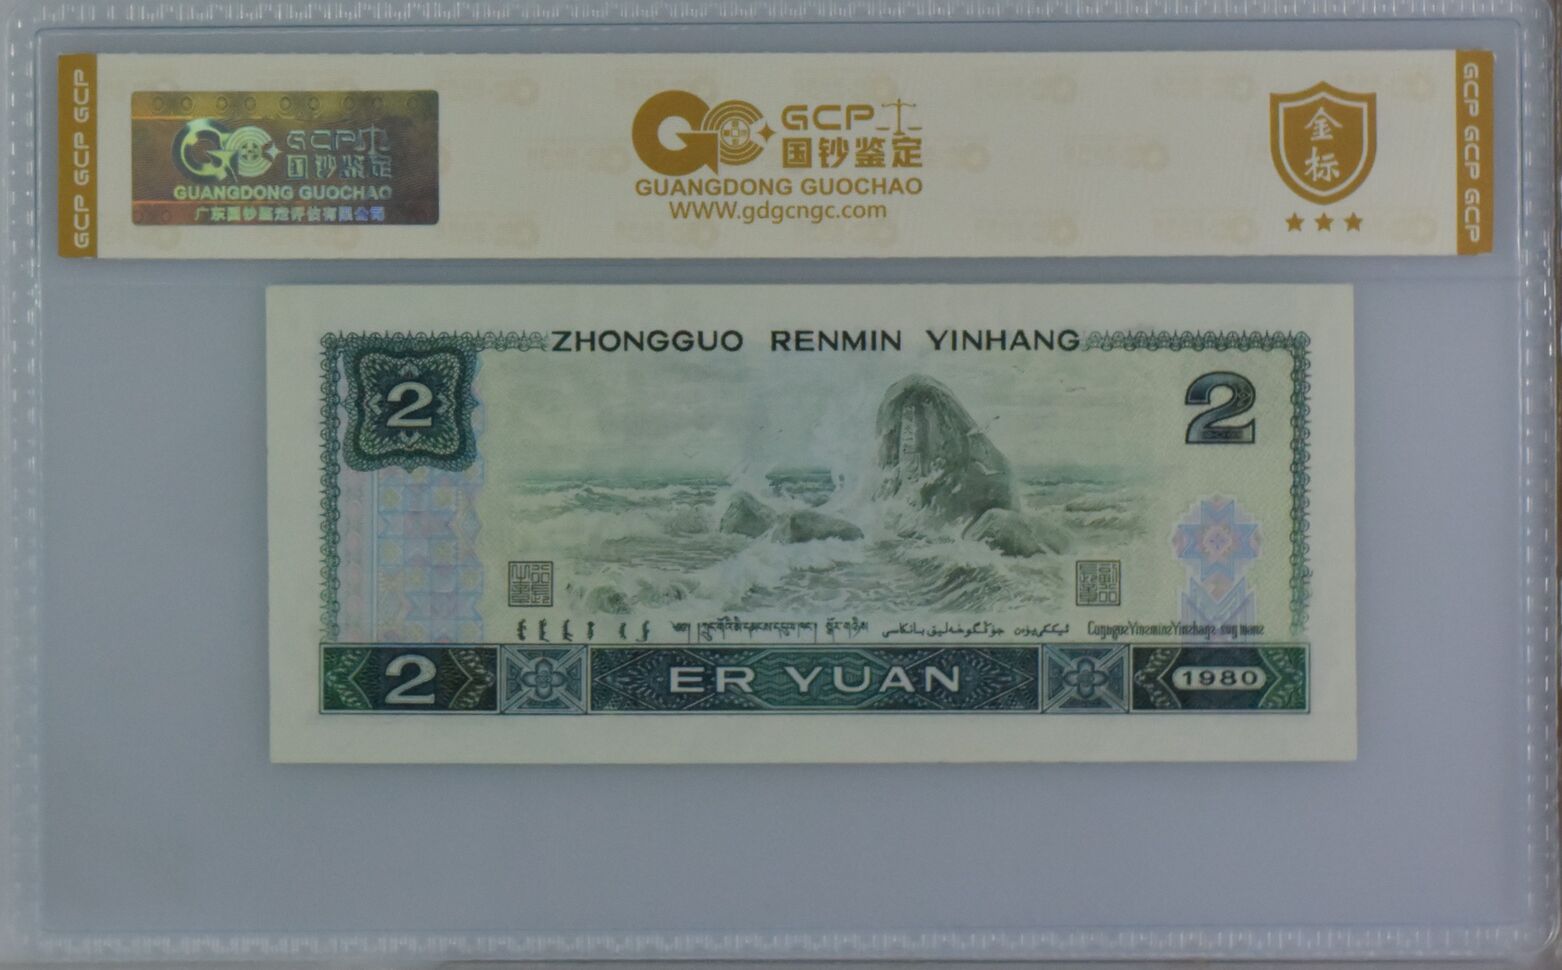 GCP GCP GCP
GCP
国钞鉴定
GUANGDONG GUOCHAO
广东国钞鉴定评估有限公司
GCP
国钞鉴定
GUANGDONG GUOCHAO
WWW.gdgcngc.com
金标
GCP GCP GCP
ZHONGGUO RENMIN YINHANG
2
2
2
ER YUAN
1980